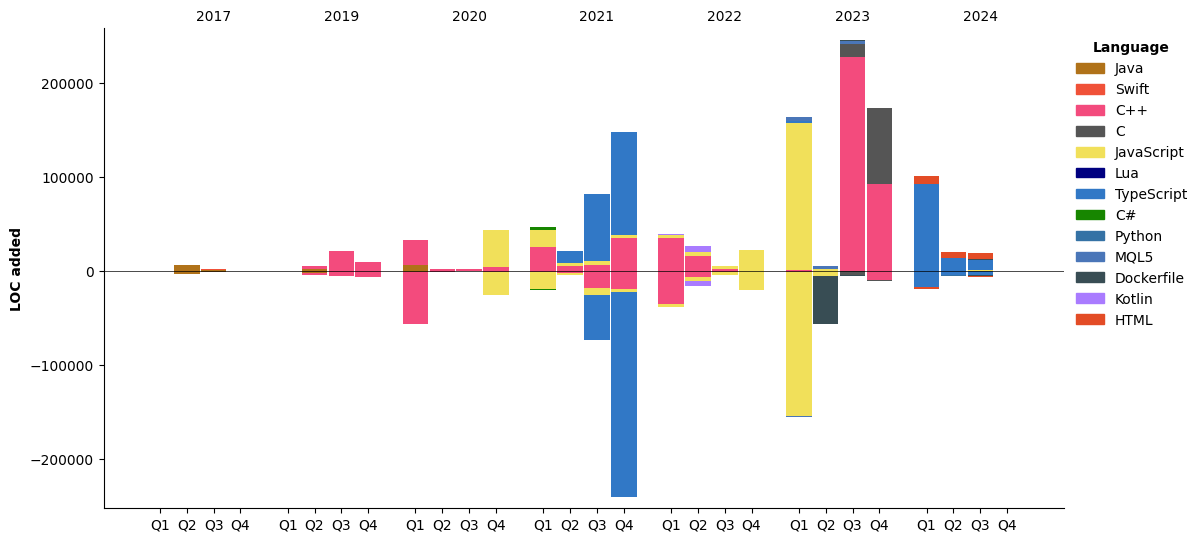 2017 2019 2020 2021 2022 2023 2024
Language
Java
Swift
C++
C
JavaScript
Lua
TypeScript
C#
Python
MQL5
Dockerfile
Kotlin
HTML
LOC added
200000
100000
0
−100000
−200000
Q1 Q2 Q3 Q4 Q1 Q2 Q3 Q4 Q1 Q2 Q3 Q4 Q1 Q2 Q3 Q4 Q1 Q2 Q3 Q4 Q1 Q2 Q3 Q4 Q1 Q2 Q3 Q4